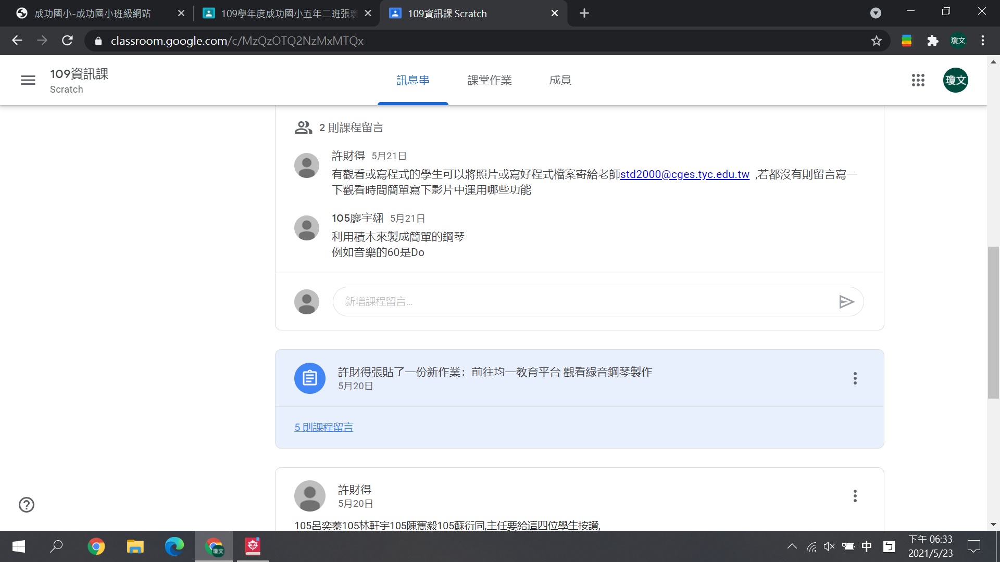 成功國小-成功國小班級網站
109學年度成功國小五年二班張瓊
109資訊課 Scratch
classroom.google.com/c/MzQzOTQ2NzMxMTQx
瓊文
109資訊課
Scratch
訊息串
課堂作業
成員
瓊文
2 則課程留言
許財得 5月21日
有觀看或寫程式的學生可以將照片或寫好程式檔案寄給老師std2000@cges.tyc.edu.tw ,若都沒有則留言寫一
下觀看時間簡單寫下影片中運用哪些功能
105廖宇翃 5月21日
利用積木來製成簡單的鋼琴
例如音樂的60是Do
新增課程留言...
許財得張貼了一份新作業：前往均一教育平台 觀看綠音鋼琴製作
5月20日
5 則課程留言
許財得
5月20日
105呂奕蓁105林軒宇105陳寯毅105蘇衍同,主任要給這四位學生按讚,
瓊文
中
ㄅ
下午 06:33
2021/5/23